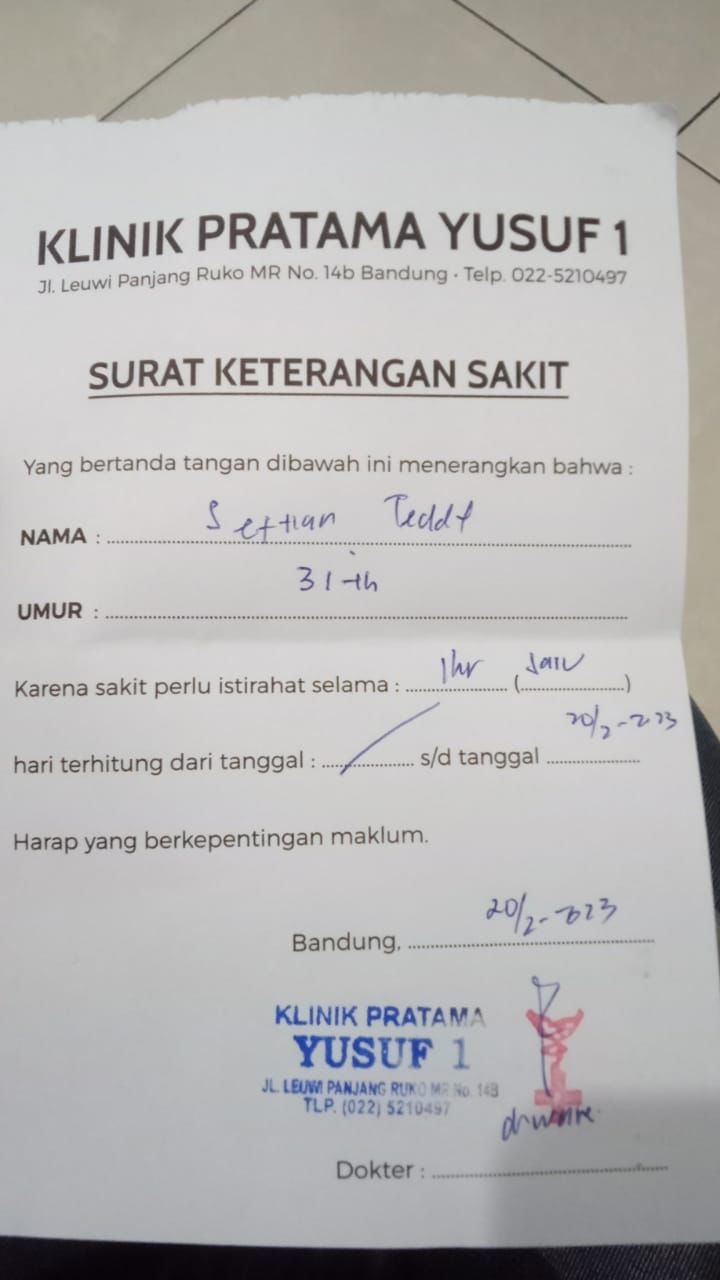 KLINIK PRATAMA YUSUF 1
Jl. Leuwi Panjang Ruko MR No. 14b Bandung • Telp. 022-5210497
SURAT KETERANGAN SAKIT
Yang bertanda tangan dibawah ini menerangkan bahwa :
NAMA : Settian Teddy
UMUR : 31 th
Karena sakit perlu istirahat selama : 1 hr (satu)
hari terhitung dari tanggal : s/d tanggal 20/2-2023
Harap yang berkepentingan maklum.
Bandung, 20/2-2023
KLINIK PRATAMA
YUSUF 1
JL. LEUWI PANJANG RUKO MR No. 14B
TLP. (022) 5210497
Dokter :